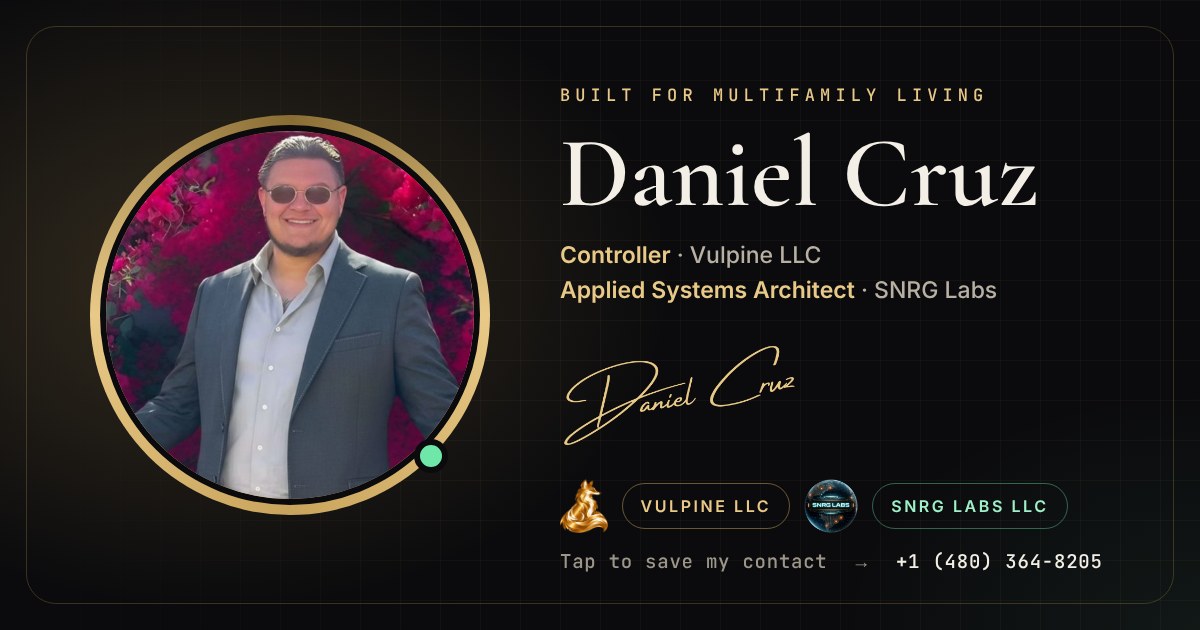 BUILT FOR MULTIFAMILY LIVING
Daniel Cruz
Controller · Vulpine LLC
Applied Systems Architect · SNRG Labs
Daniel Cruz
VULPINE LLC
SNRG LABS
SNRG LABS LLC
Tap to save my contact → +1 (480) 364-8205